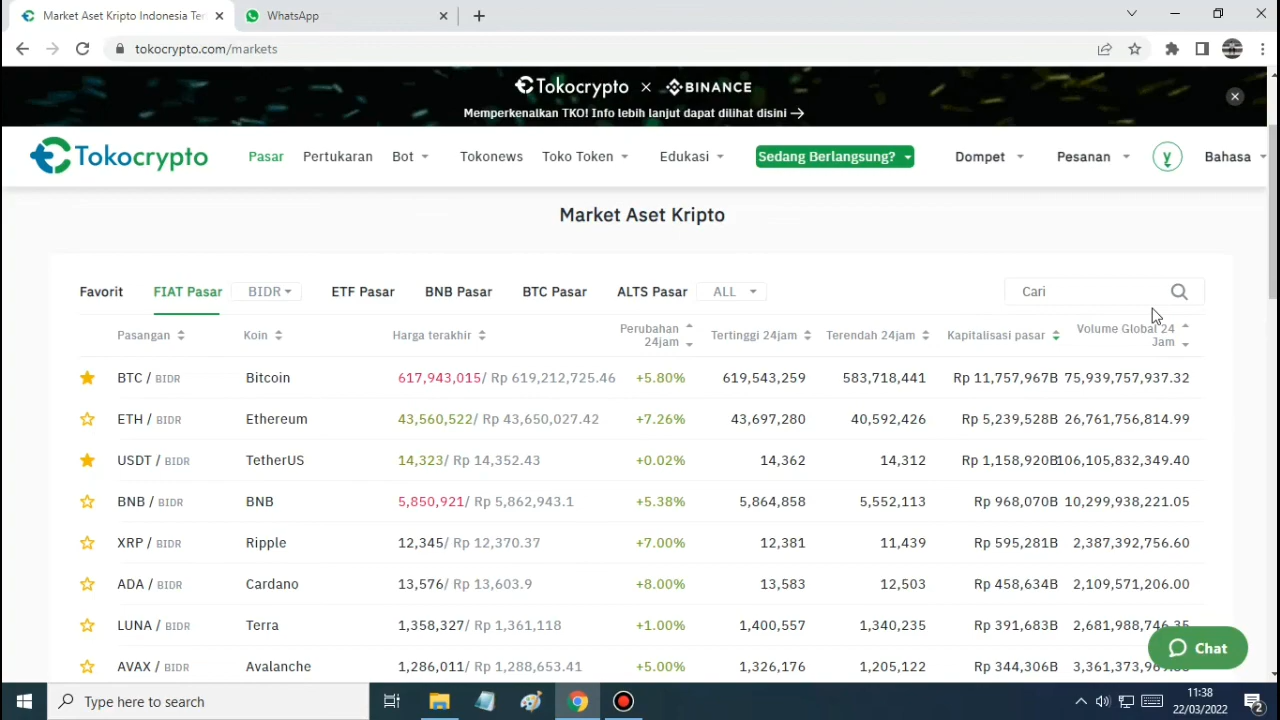 Market Aset Kripto Indonesia Ter
WhatsApp
tokocrypto.com/markets
Tokocrypto × BINANCE
Memperkenalkan TKO! Info lebih lanjut dapat dilihat disini →
Tokocrypto Pasar Pertukaran Bot Tokonews Toko Token Edukasi Sedang Berlangsung? Dompet Pesanan y Bahasa
Market Aset Kripto
Favorit FIAT Pasar BIDR ETF Pasar BNB Pasar BTC Pasar ALTS Pasar ALL Cari
Pasangan Koin Harga terakhir Perubahan 24jam Tertinggi 24jam Terendah 24jam Kapitalisasi pasar Volume Global 24 Jam
BTC / BIDR Bitcoin 617,943,015/ Rp 619,212,725.46 +5.80% 619,543,259 583,718,441 Rp 11,757,967B 75,939,757,937.32
ETH / BIDR Ethereum 43,560,522/ Rp 43,650,027.42 +7.26% 43,697,280 40,592,426 Rp 5,239,528B 26,761,756,814.99
USDT / BIDR TetherUS 14,323/ Rp 14,352.43 +0.02% 14,362 14,312 Rp 1,158,920B 106,105,832,349.40
BNB / BIDR BNB 5,850,921/ Rp 5,862,943.1 +5.38% 5,864,858 5,552,113 Rp 968,070B 10,299,938,221.05
XRP / BIDR Ripple 12,345/ Rp 12,370.37 +7.00% 12,381 11,439 Rp 595,281B 2,387,392,756.60
ADA / BIDR Cardano 13,576/ Rp 13,603.9 +8.00% 13,583 12,503 Rp 458,634B 2,109,571,206.00
LUNA / BIDR Terra 1,358,327/ Rp 1,361,118 +1.00% 1,400,557 1,340,235 Rp 391,683B
AVAX / BIDR Avalanche 1,286,011/ Rp 1,288,653.41 +5.00% 1,326,176 1,205,122 Rp 344,306B
Chat
Type here to search
11:38
22/03/2022
2